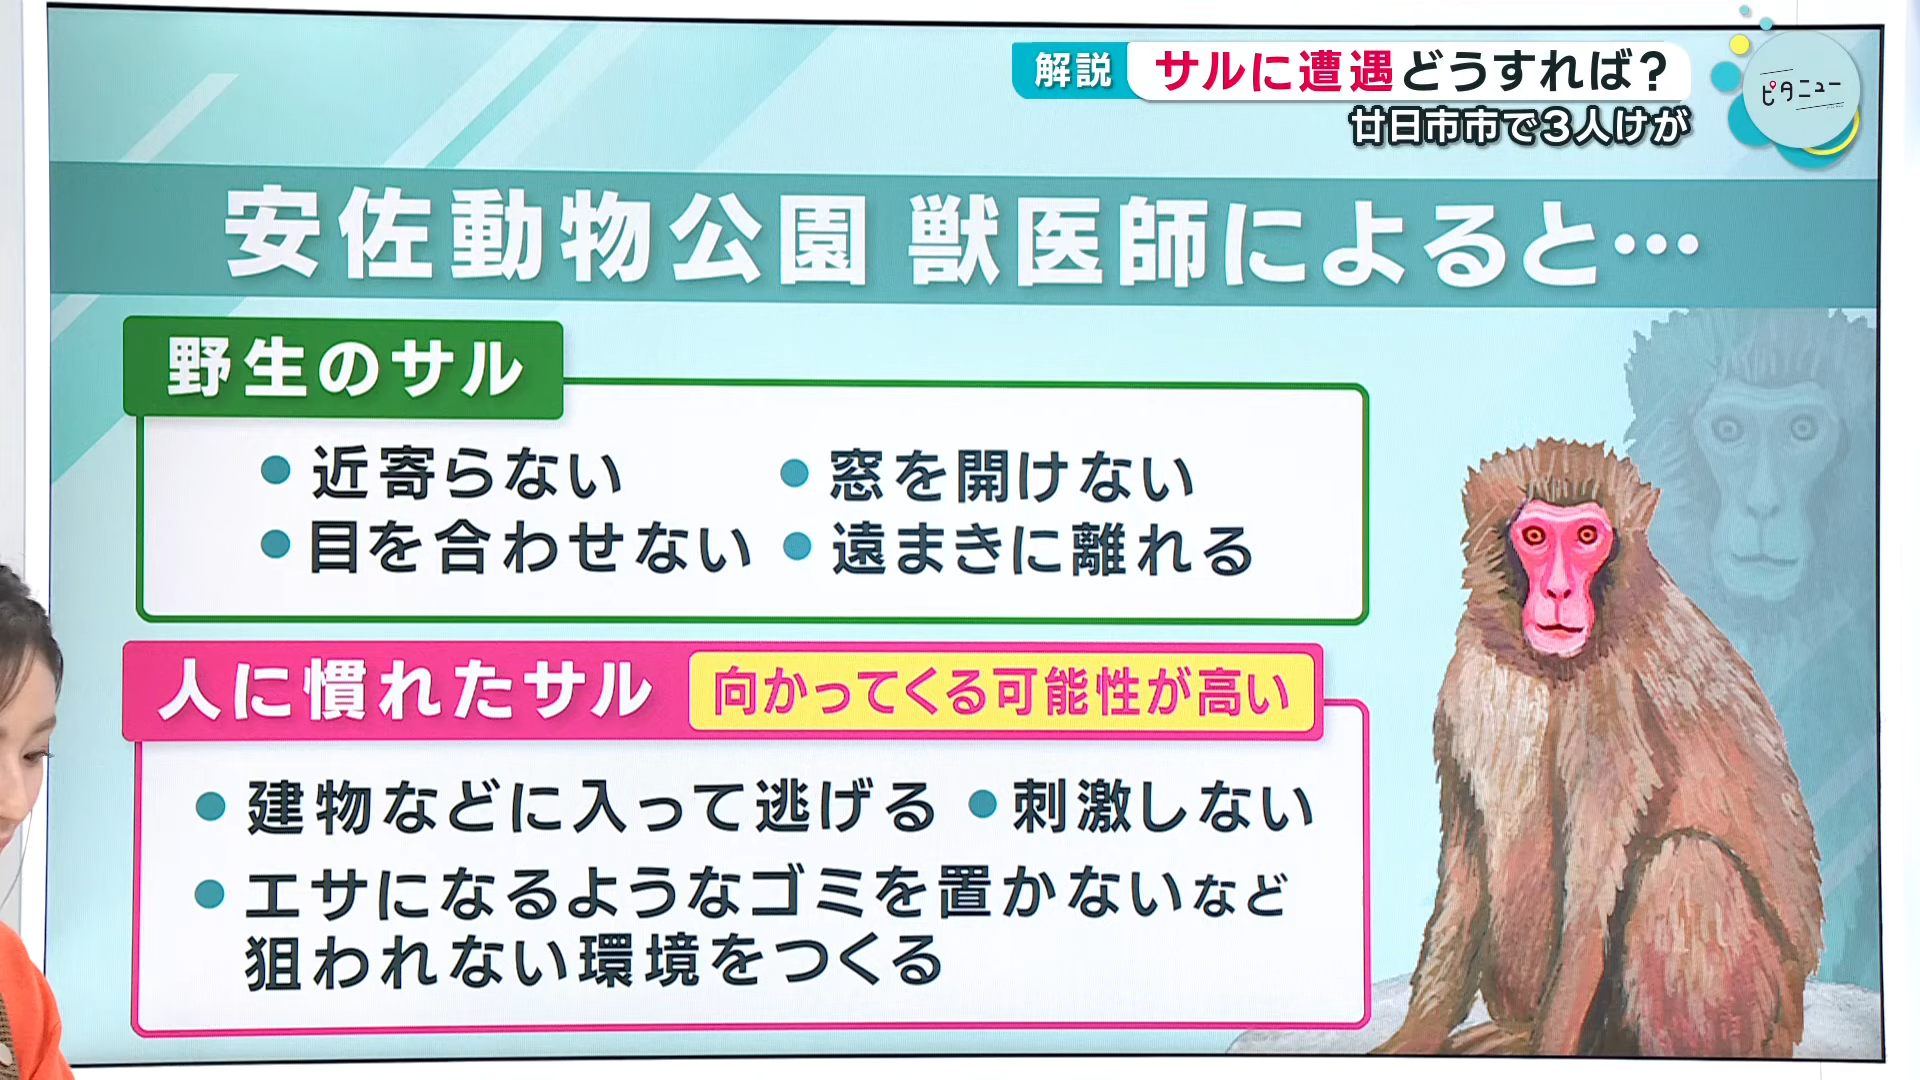 解説 サルに遭遇どうすれば？
廿日市市で3人けが
ピタニュー
安佐動物公園 獣医師によると…
野生のサル
● 近寄らない ● 窓を開けない
● 目を合わせない ● 遠まきに離れる
人に慣れたサル 向かってくる可能性が高い
● 建物などに入って逃げる ● 刺激しない
● エサになるようなゴミを置かないなど
狙われない環境をつくる